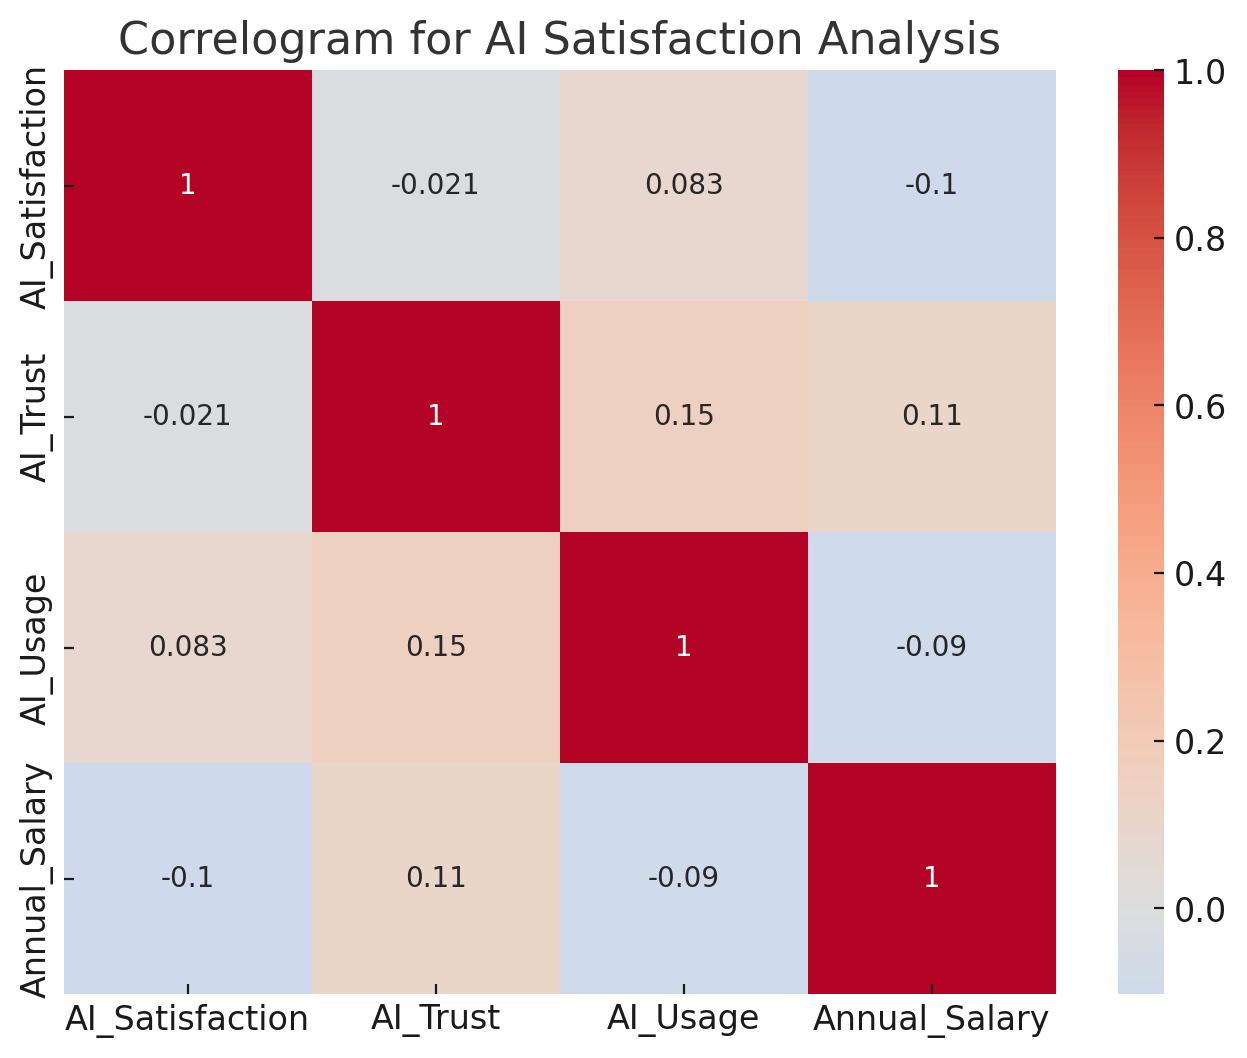 Correlogram for AI Satisfaction Analysis
AI_Satisfaction
1
-0.021
0.083
-0.1
AI_Trust
-0.021
1
0.15
0.11
AI_Usage
0.083
0.15
1
-0.09
Annual_Salary
-0.1
0.11
-0.09
1
AI_Satisfaction
AI_Trust
AI_Usage
Annual_Salary
1.0
0.8
0.6
0.4
0.2
0.0